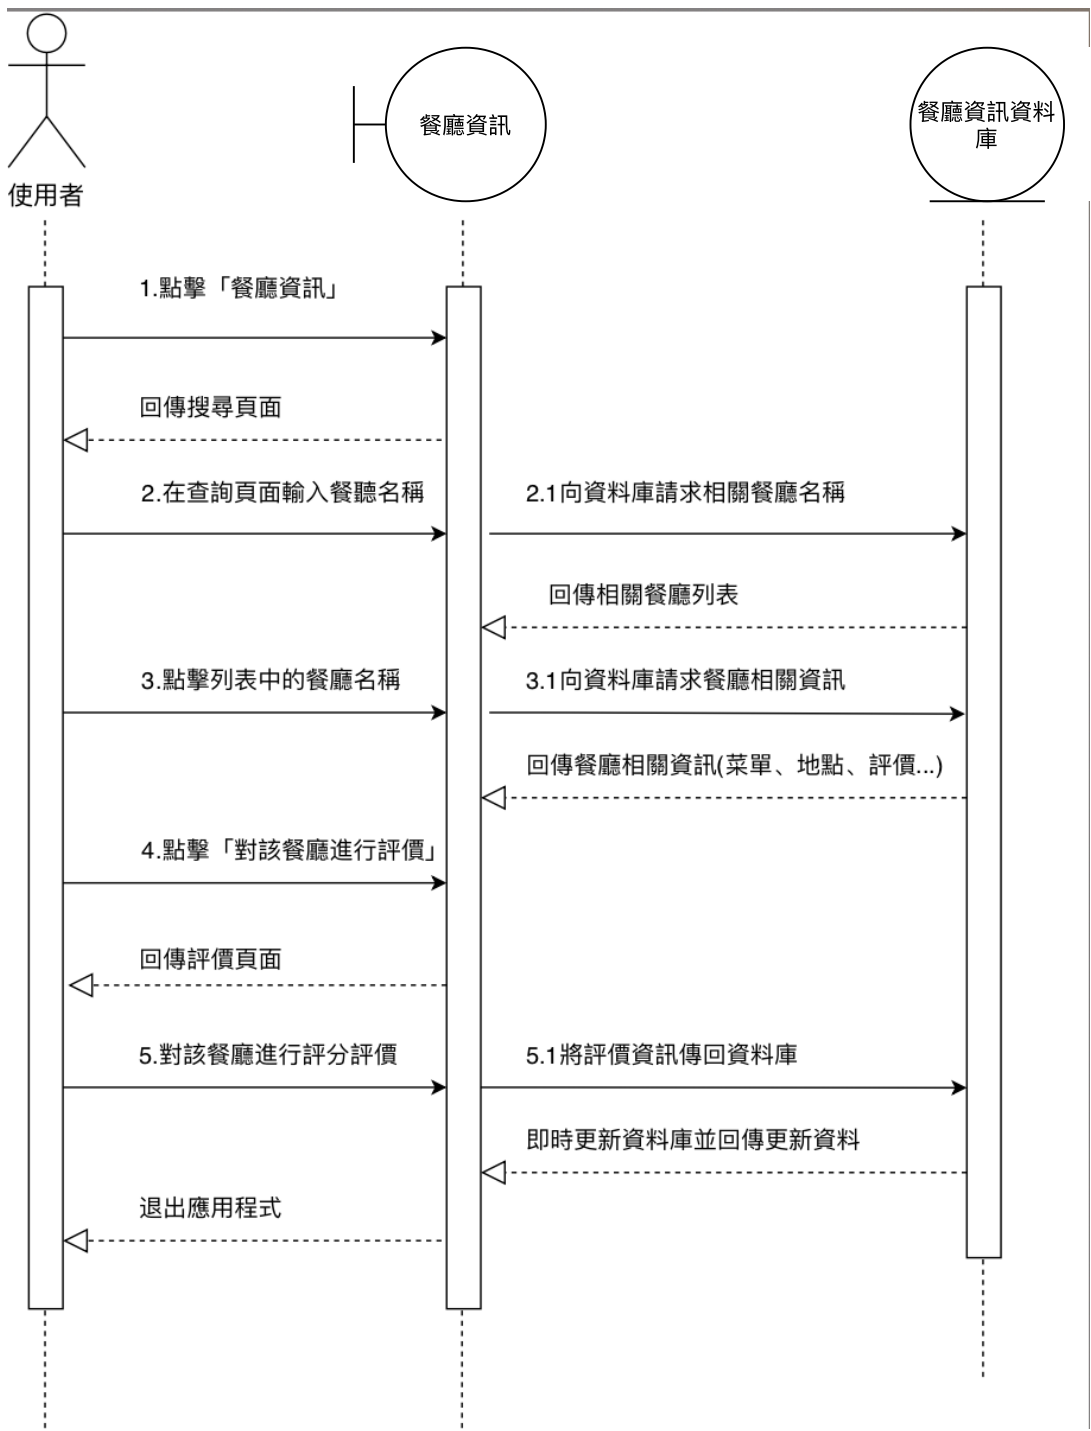 餐廳資訊
餐廳資訊資料
庫
使用者
1.點擊「餐廳資訊」
回傳搜尋頁面
2.在查詢頁面輸入餐聽名稱
2.1向資料庫請求相關餐廳名稱
回傳相關餐廳列表
3.點擊列表中的餐廳名稱
3.1向資料庫請求餐廳相關資訊
回傳餐廳相關資訊(菜單、地點、評價...)
4.點擊「對該餐廳進行評價」
回傳評價頁面
5.對該餐廳進行評分評價
5.1將評價資訊傳回資料庫
即時更新資料庫並回傳更新資料
退出應用程式